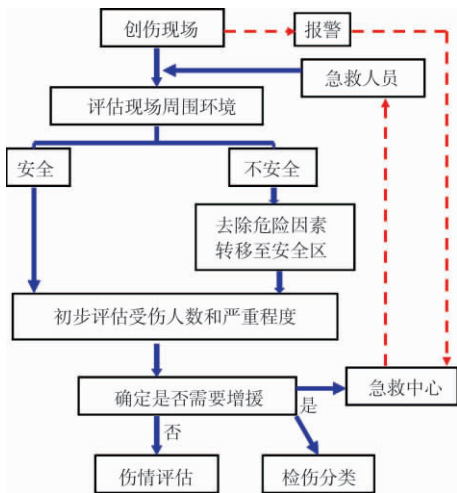 创伤现场
报警
急救人员
评估现场周围环境
安全
不安全
去除危险因素
转移至安全区
初步评估受伤人数和严重程度
确定是否需要增援
是
急救中心
否
伤情评估
检伤分类